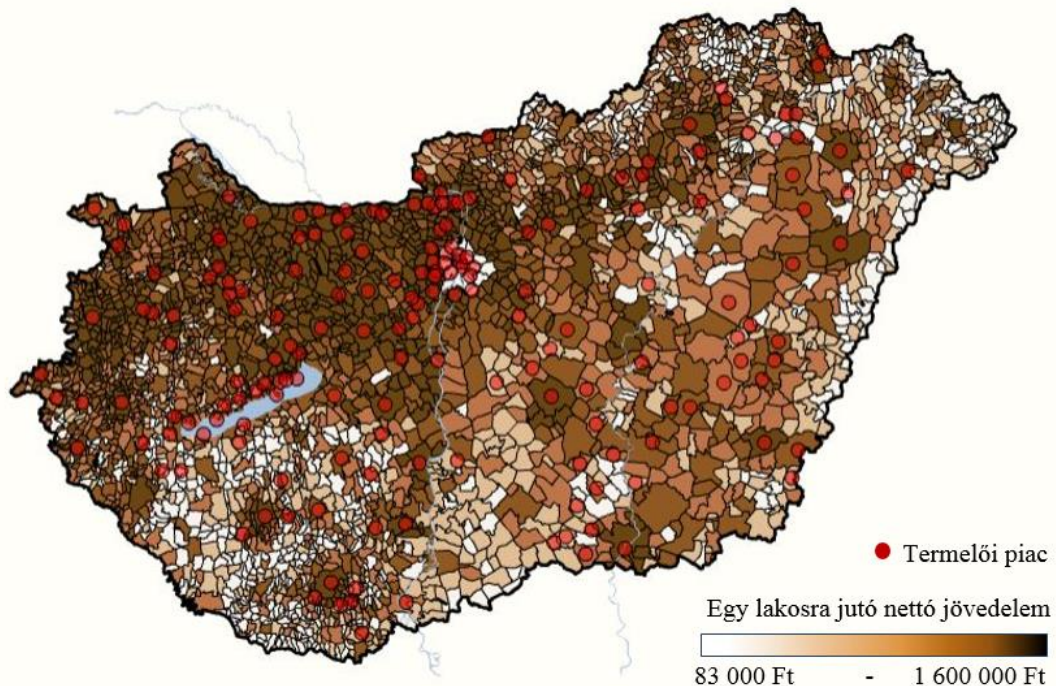 Termelői piac
Egy lakosra jutó nettó jövedelem
83 000 Ft - 1 600 000 Ft